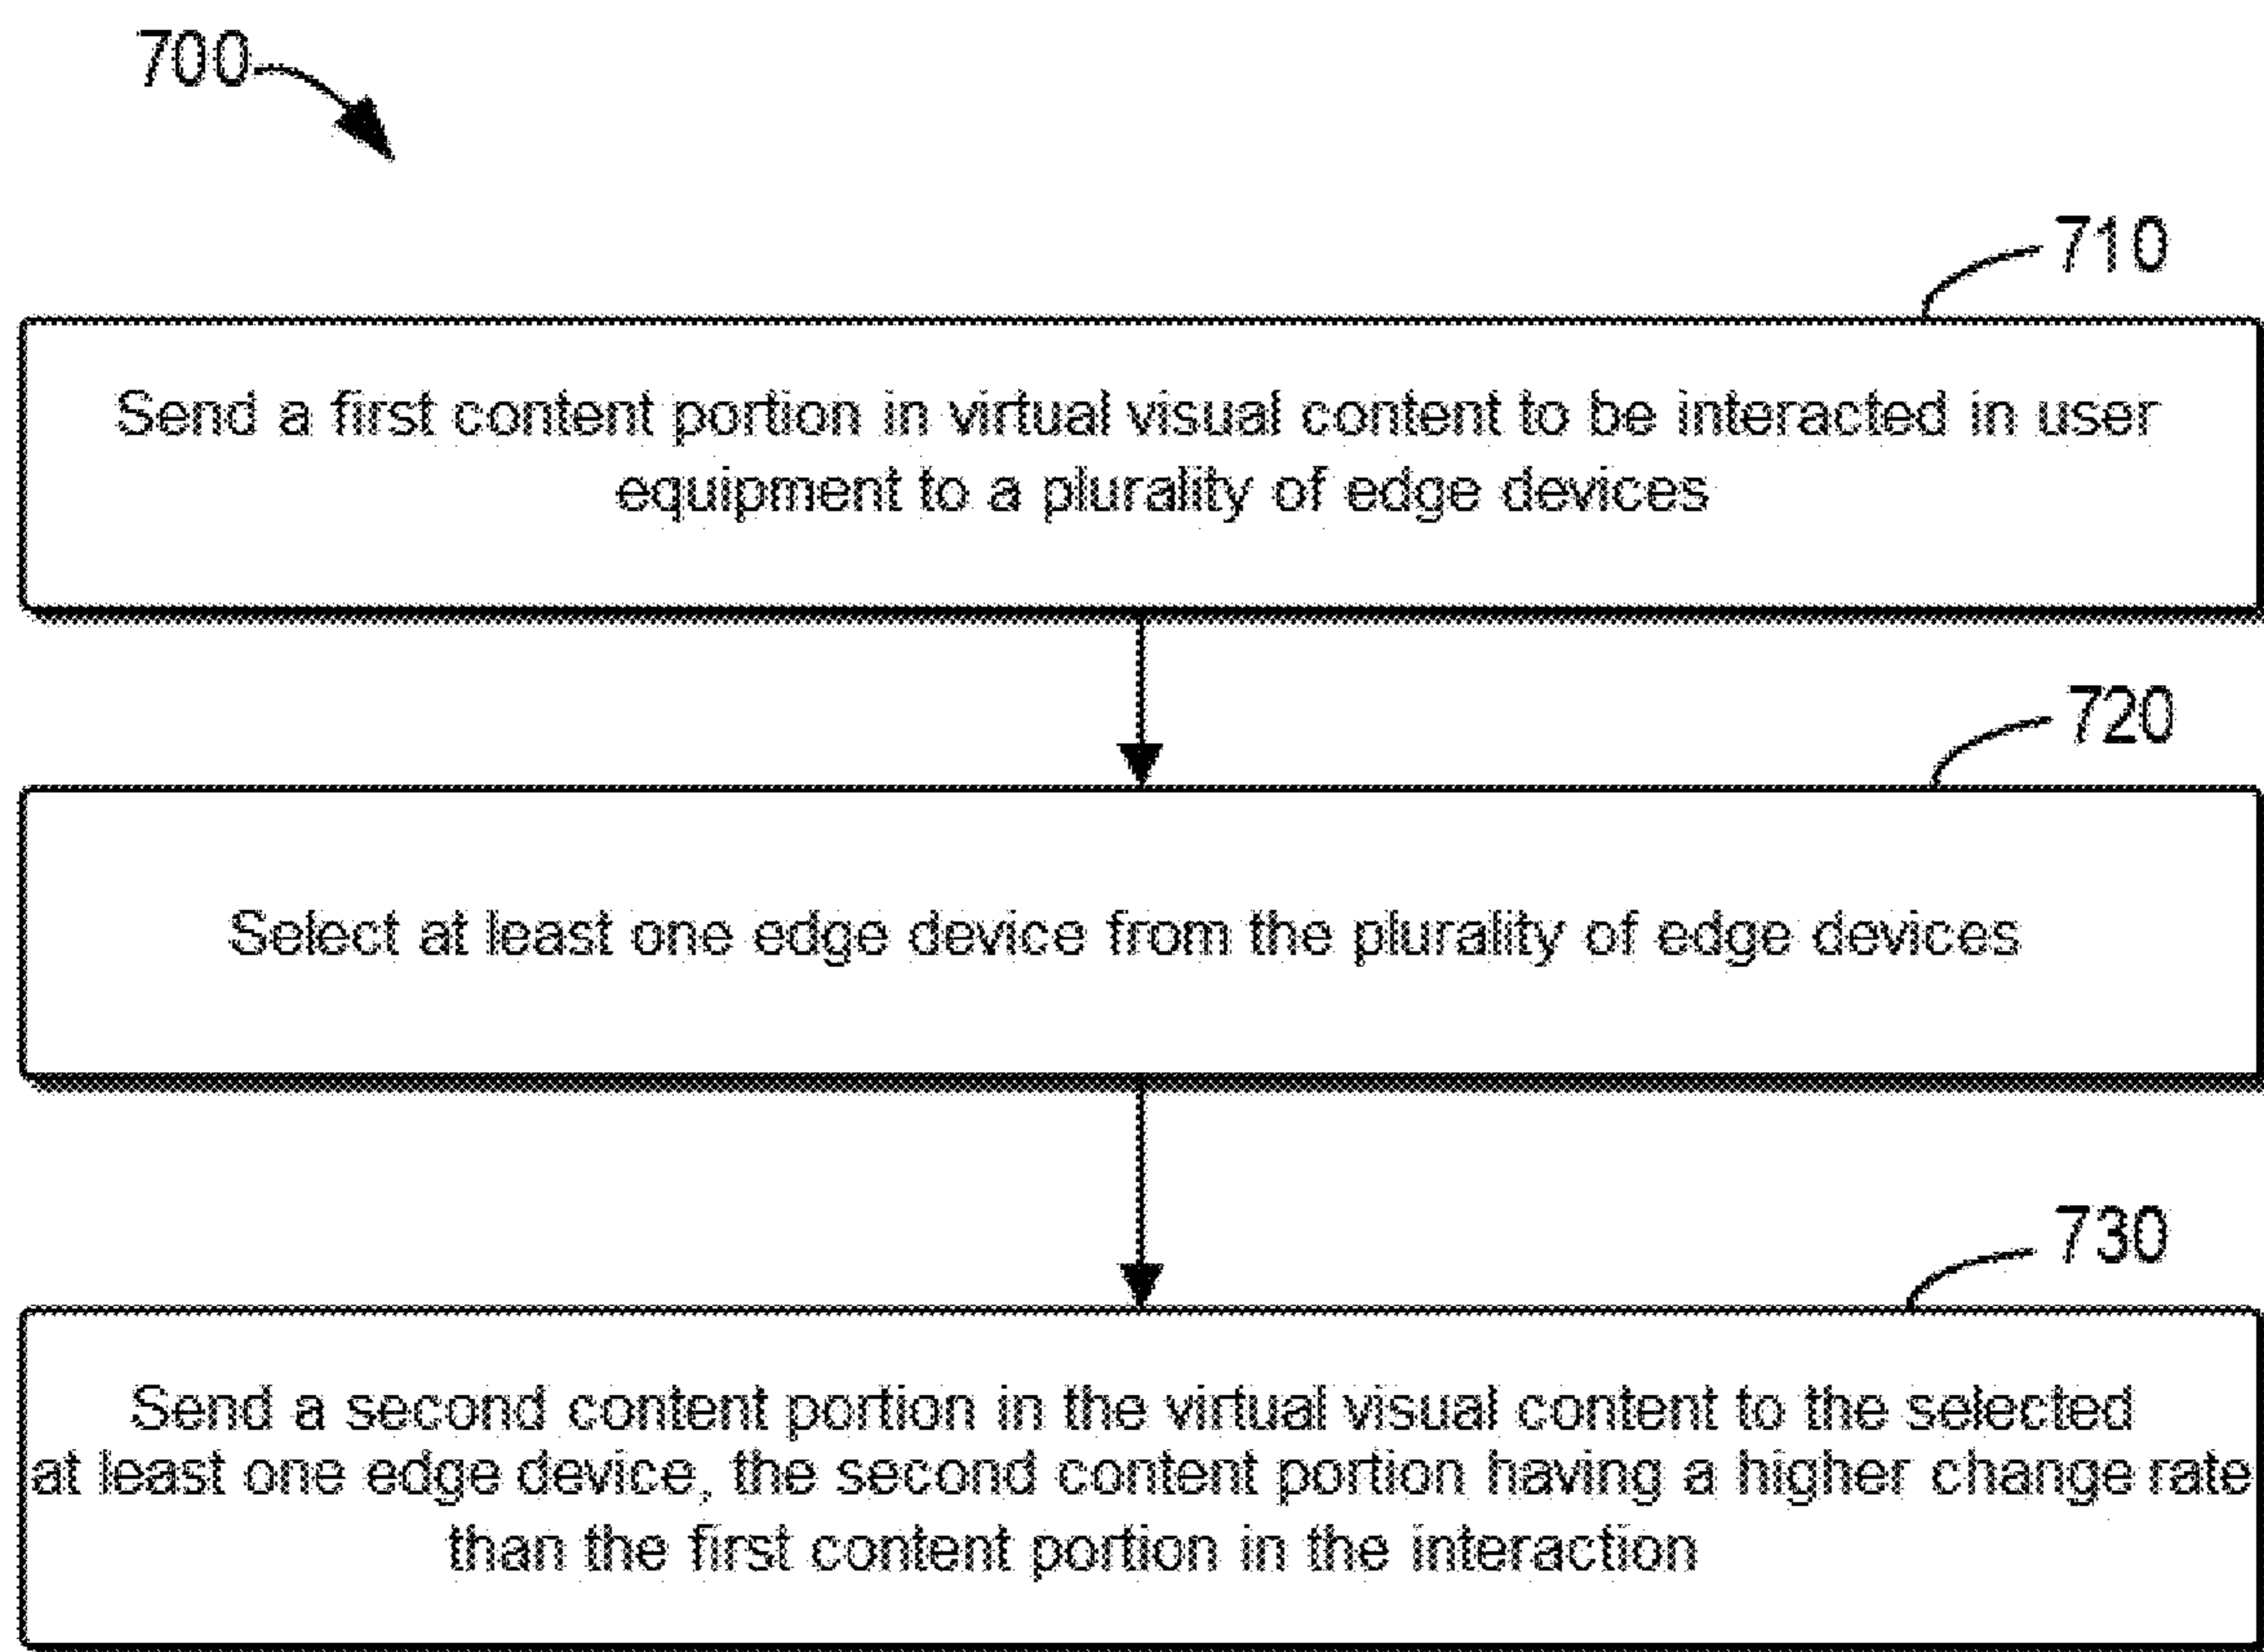 700
710
Send a first content portion in virtual visual content to be interacted in user
equipment to a plurality of edge devices
720
Select at least one edge device from the plurality of edge devices
730
Send a second content portion in the virtual visual content to the selected
at least one edge device, the second content portion having a higher change rate
than the first content portion in the interaction